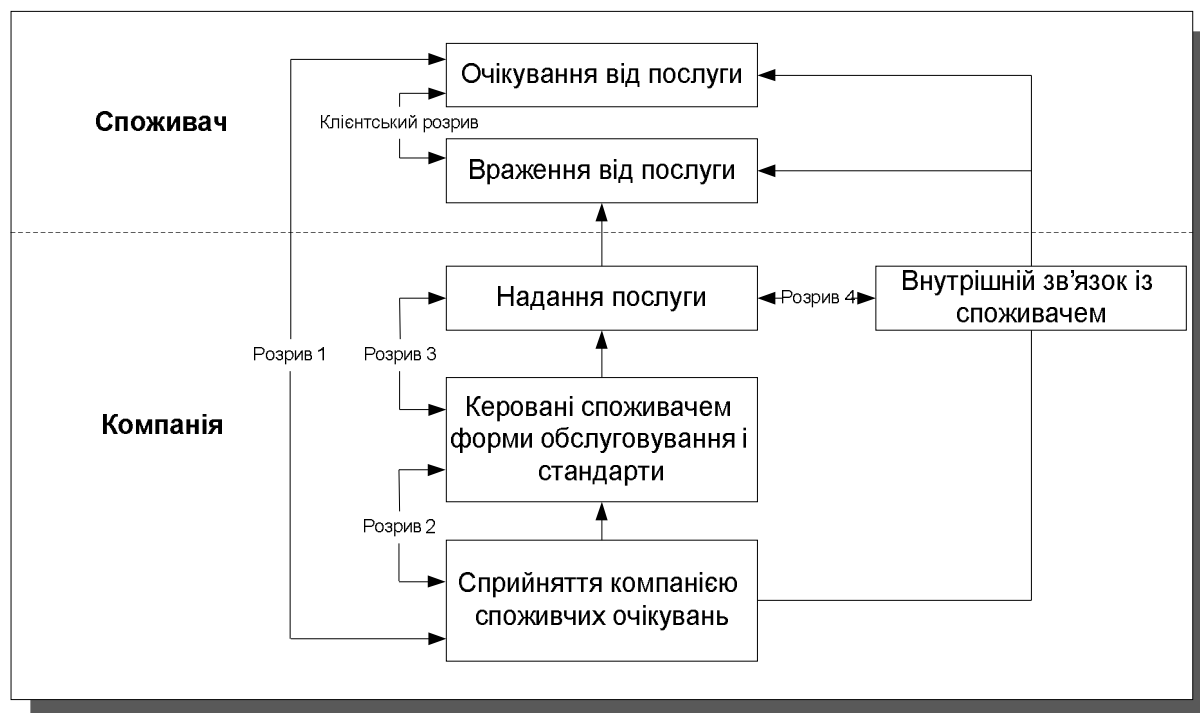 Очікування від послуги
Споживач
Клієнтський розрив
Враження від послуги
Надання послуги
Розрив 4
Внутрішній зв’язок із
споживачем
Розрив 1
Розрив 3
Компанія
Керовані споживачем
форми обслуговування і
стандарти
Розрив 2
Сприйняття компанією
споживчих очікувань